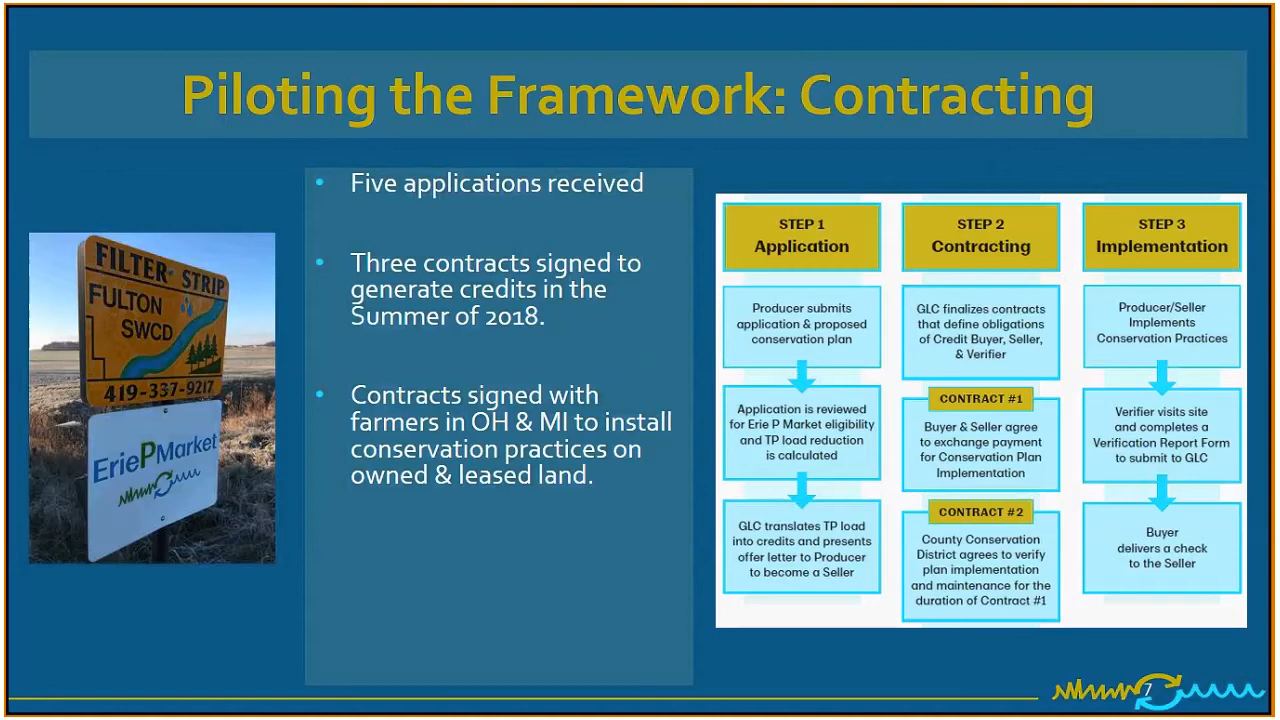 Piloting the Framework: Contracting
FILTER STRIP
FULTON
SWCD
419-337-9217
EriePMarket
• Five applications received
• Three contracts signed to
generate credits in the
Summer of 2018.
• Contracts signed with
farmers in OH & MI to install
conservation practices on
owned & leased land.
STEP 1
Application
Producer submits
application & proposed
conservation plan
Application is reviewed
for Erie P Market eligibility
and TP load reduction
is calculated
GLC translates TP load
into credits and presents
offer letter to Producer
to become a Seller
STEP 2
Contracting
GLC finalizes contracts
that define obligations
of Credit Buyer, Seller,
& Verifier
CONTRACT #1
Buyer & Seller agree
to exchange payment
for Conservation Plan
Implementation
CONTRACT #2
County Conservation
District agrees to verify
plan implementation
and maintenance for the
duration of Contract #1
STEP 3
Implementation
Producer/Seller
Implements
Conservation Practices
Verifier visits site
and completes a
Verification Report Form
to submit to GLC
Buyer
delivers a check
to the Seller
7